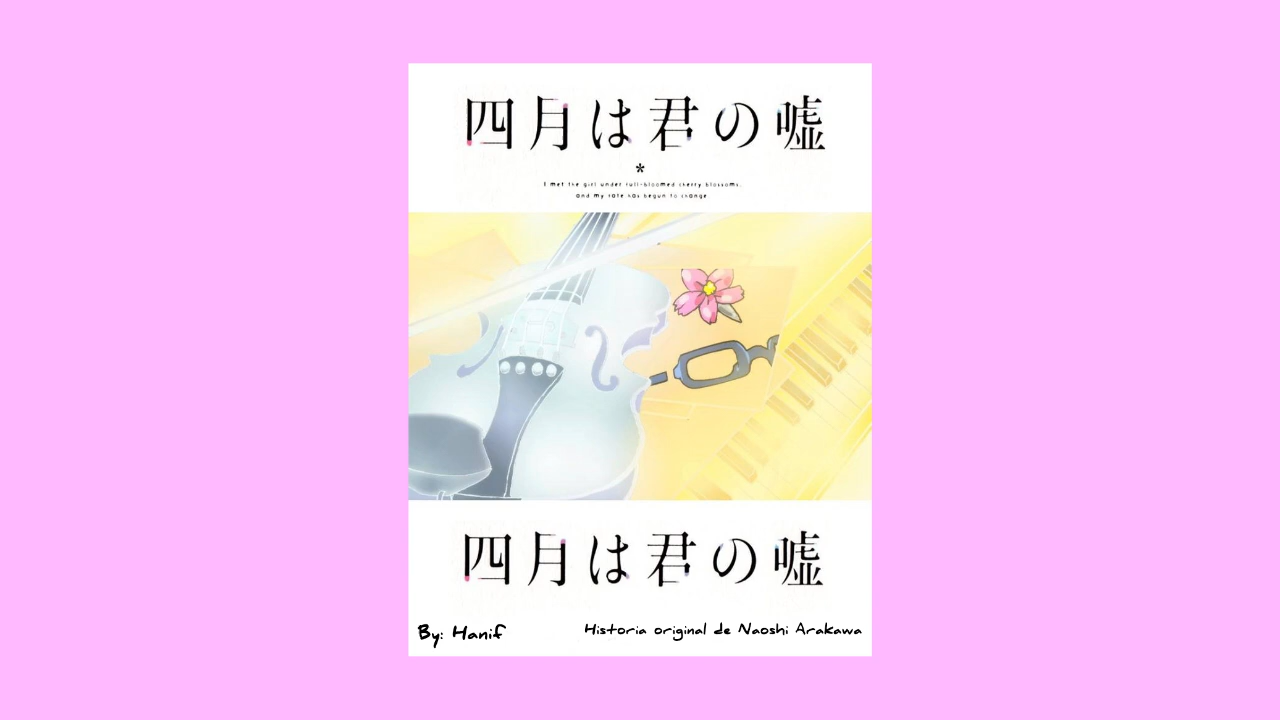 四月は君の嘘
*
I met the girl under full-bloomed cherry blossoms,
and my fate has begun to change
四月は君の嘘
By: Hanif
Historia original de Naoshi Arakawa